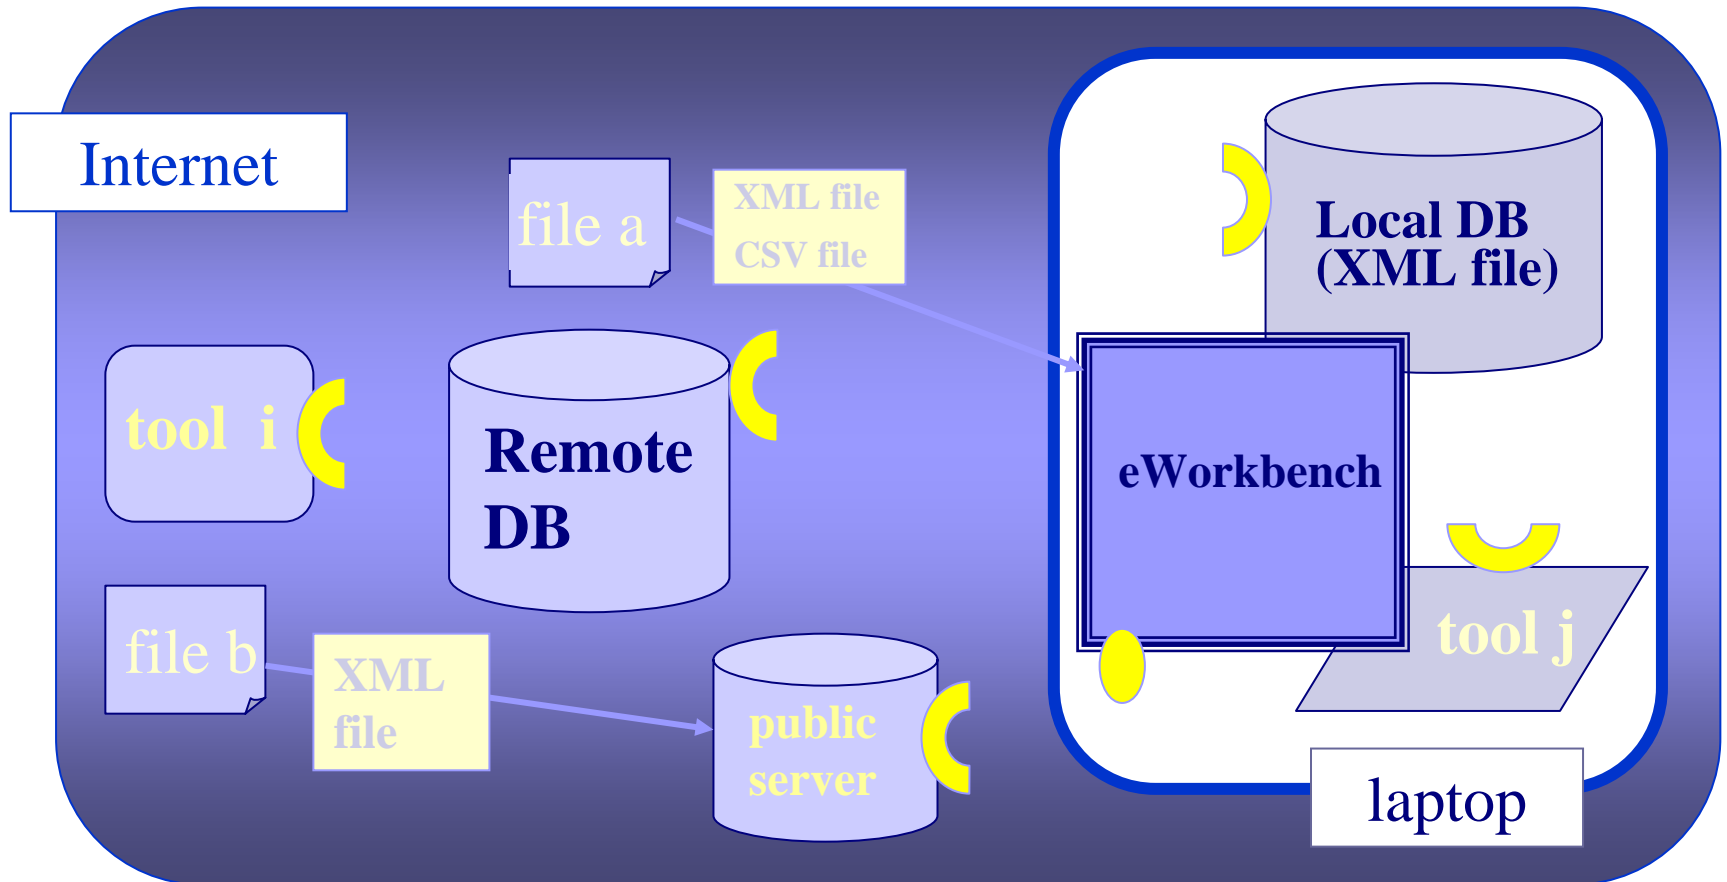 Internet
file a
XML file
CSV file
Local DB
(XML file)
tool  i
Remote
DB
eWorkbench
file b
XML
file
public
server
tool j
laptop